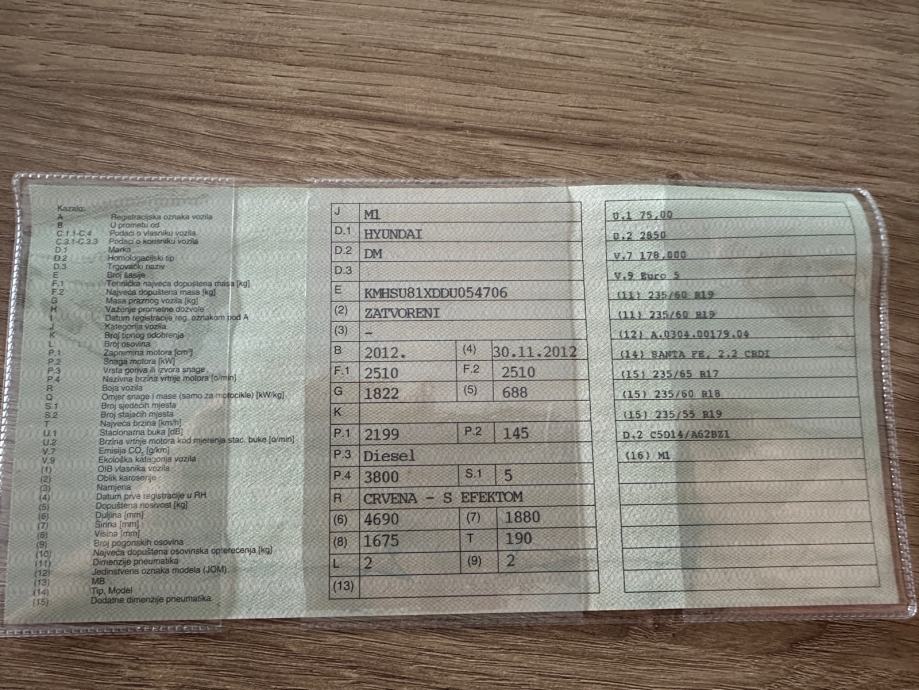 Kazalo:
A Registracijska oznaka vozila
B U prometu od
C.1.1-C.4 Podaci o vlasniku vozila
C.3.1-C.3.3 Podaci o korisniku vozila
D.1 Marka
D.2 Homologacijski tip
D.3 Trgovački naziv
E Broj šasije
F.1 Tehnička najveća dopuštena masa [kg]
F.2 Najveća dopuštena masa [kg]
G Masa praznog vozila [kg]
H Važenje prometne dozvole
I Datum registracije reg. oznakom pod A
J Kategorija vozila
K Broj tipnog odobrenja
L Broj osovina
P.1 Zapremina motora [cm³]
P.2 Snaga motora [kW]
P.3 Vrsta goriva ili izvora snage
P.4 Nazivna brzina vrtnje motora [o/min]
R Boja vozila
Q Omjer snage i mase (samo za motocikle) [kW/kg]
S.1 Broj sjedećih mjesta
S.2 Broj stajaćih mjesta
T Najveća brzina [km/h]
U.1 Stacionarna buka [dB]
U.2 Brzina vrtnje motora kod mjerenja stac. buke [o/min]
V.7 Emisija CO₂ [g/km]
V.9 Ekološka kategorija vozila
(1) OIB vlasnika vozila
(2) Oblik karoserije
(3) Namjena
(4) Datum prve registracije u RH
(5) Dopuštena nosivost [kg]
(6) Duljina [mm]
(7) Širina [mm]
(8) Visina [mm]
(9) Broj pogonskih osovina
(10) Najveća dopuštena osovinska opterećenja [kg]
(11) Dimenzije pneumatika
(12) Jedinstvena oznaka modela (JOM)
(13) MB
(14) Tip, Model
(15) Dodatne dimenzije pneumatika
J M1
D.1 HYUNDAI
D.2 DM
D.3
E KMHSU81XDDU054706
(2) ZATVORENI
(3) –
B 2012. (4) 30.11.2012
F.1 2510 F.2 2510
G 1822 (5) 688
K
P.1 2199 P.2 145
P.3 Diesel
P.4 3800 S.1 5
R CRVENA - S EFEKTOM
(6) 4690 (7) 1880
(8) 1675 T 190
L 2 (9) 2
(13)
U.1 75,00
U.2 2850
V.7 178,000
V.9 Euro 5
(11) 235/60 R19
(11) 235/60 R19
(12) A.0304.00179.04
(14) SANTA FE, 2.2 CRDI
(15) 235/65 R17
(15) 235/60 R18
(15) 235/55 R19
D.2 C5D14/A62BZ1
(16) M1